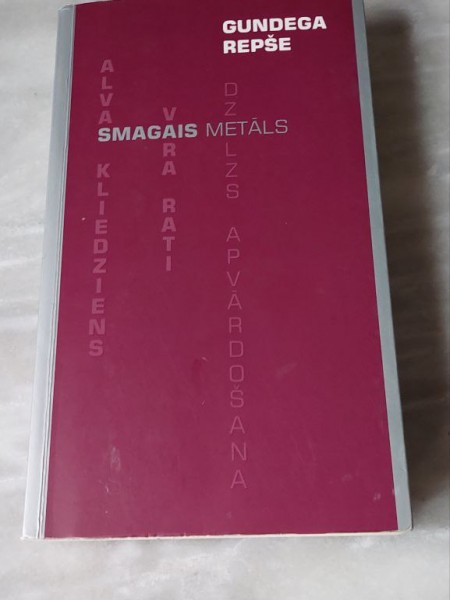 GUNDEGA
REPŠE
SMAGAIS METĀLS
ALVA KLIEDZIENS
VARA RATI
DZELZS APVĀRDOŠANA